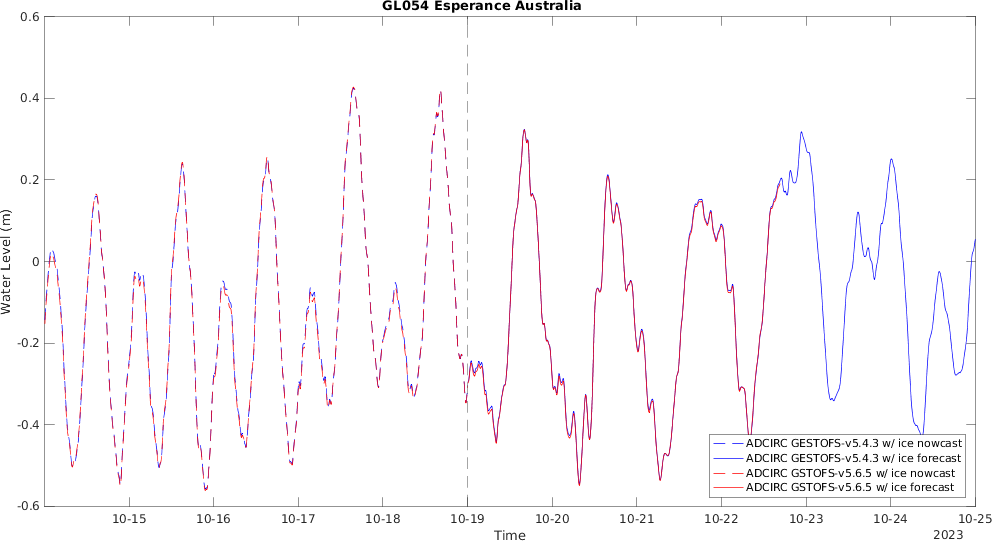 GL054 Esperance Australia
Water Level (m)
0.6
0.4
0.2
0
-0.2
-0.4
-0.6
10-15 10-16 10-17 10-18 10-19 10-20 10-21 10-22 10-23 10-24 10-25
Time
2023
ADCIRC GESTOFS-v5.4.3 w/ ice nowcast
ADCIRC GESTOFS-v5.4.3 w/ ice forecast
ADCIRC GSTOFS-v5.6.5 w/ ice nowcast
ADCIRC GSTOFS-v5.6.5 w/ ice forecast